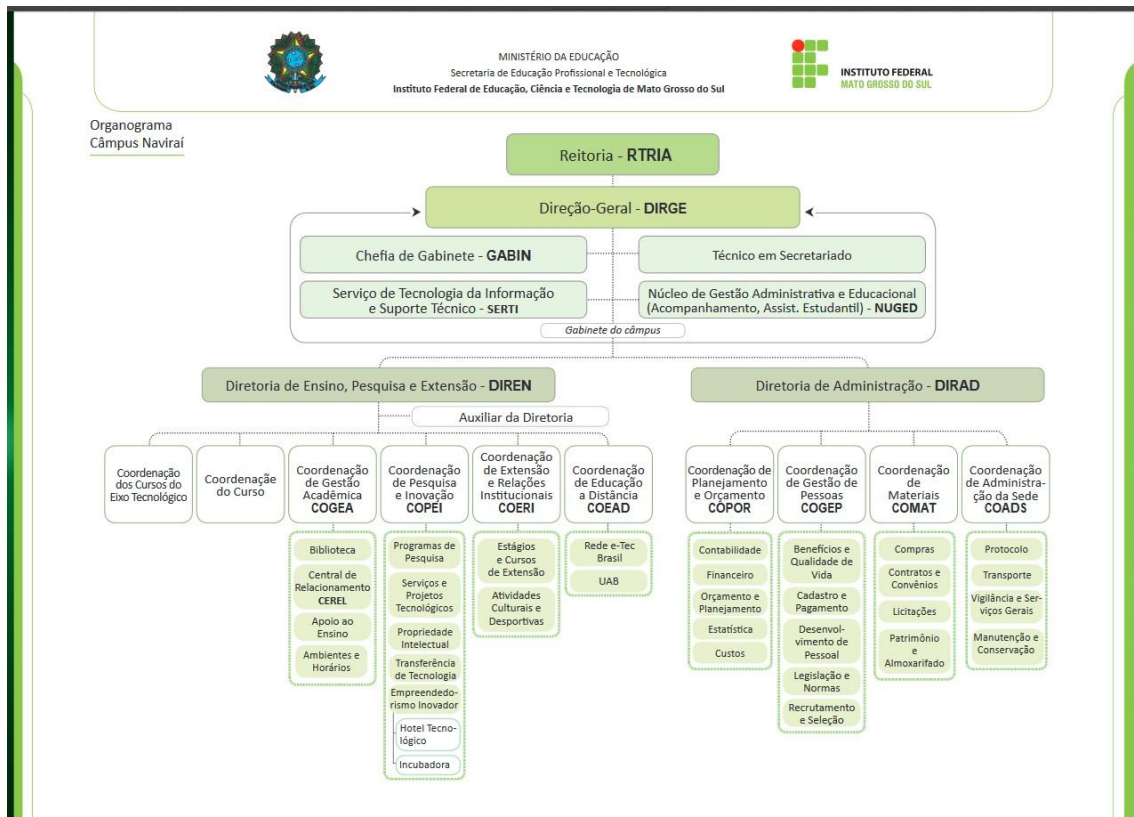 MINISTÉRIO DA EDUCAÇÃO
Secretaria de Educação Profissional e Tecnológica
Instituto Federal de Educação, Ciência e Tecnologia de Mato Grosso do Sul
INSTITUTO FEDERAL
MATO GROSSO DO SUL
Organograma
Câmpus Naviraí
Reitoria - RTRIA
Direção-Geral - DIRGE
Chefia de Gabinete - GABIN
Técnico em Secretariado
Serviço de Tecnologia da Informação
e Suporte Técnico - SERTI
Núcleo de Gestão Administrativa e Educacional
(Acompanhamento, Assist. Estudantil) - NUGED
Gabinete do câmpus
Diretoria de Ensino, Pesquisa e Extensão - DIREN
Diretoria de Administração - DIRAD
Auxiliar da Diretoria
Coordenação
dos Cursos do
Eixo Tecnológico
Coordenaçãe
do Curso
Coordenação
de Gestão
Acadêmica
COGEA
Biblioteca
Central de
Relacionamento
CEREL
Apoio ao
Ensino
Ambientes e
Horários
Coordenação
de Pesquisa
e Inovação
COPEI
Programas de
Pesquisa
Serviços e
Projetos
Tecnológicos
Propriedade
Intelectual
Transferência
de Tecnologia
Empreendedo-
rismo Inovador
Hotel Tecno-
lógico
Incubadora
Coordenação
de Extensão
e Relações
Institucionais
COERI
Estágios
e Cursos
de Extensão
Atividades
Culturais e
Desportivas
Coordenação
de Educação
a Distância
COEAD
Rede e-Tec
Brasil
UAB
Coordenação de
Planejamento
e Orçamento
COPOR
Contabilidade
Financeiro
Orçamento e
Planejamento
Estatística
Custos
Coordenação
de Gestão de
Pessoas
COGEP
Benefícios e
Qualidade de
Vida
Cadastro e
Pagamento
Desenvol-
vimento de
Pessoal
Legislação e
Normas
Recrutamento
e Seleção
Coordenação
de
Materiais
COMAT
Compras
Contratos e
Convênios
Licitações
Patrimônio
e
Almoxarifado
Coordenação
de Administra-
ção da Sede
COADS
Protocolo
Transporte
Vigilância e Ser-
viços Gerais
Manutenção e
Conservação